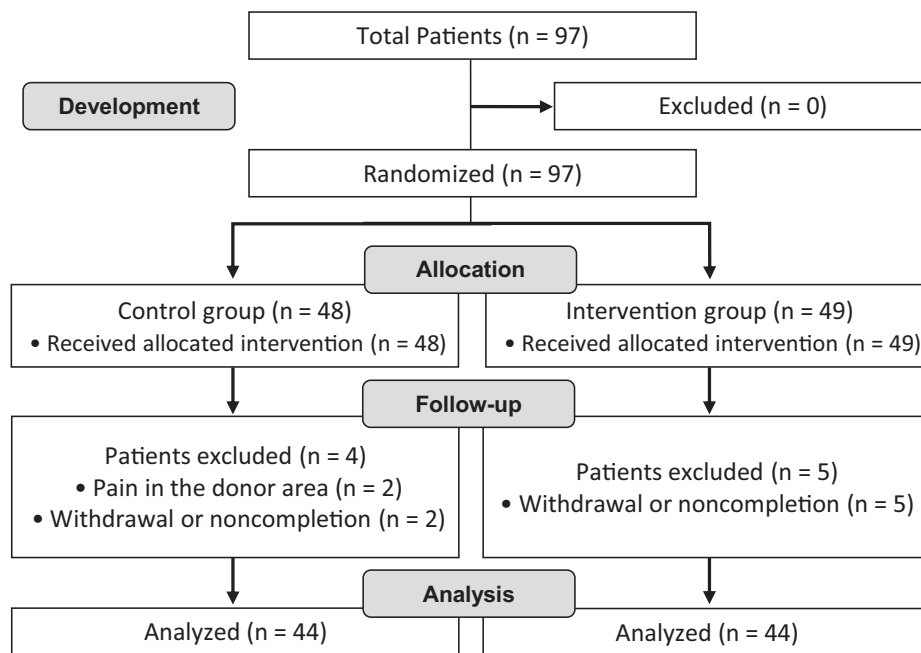 Total Patients (n = 97)
Development
Excluded (n = 0)
Randomized (n = 97)
Allocation
Control group (n = 48)
• Received allocated intervention (n = 48)
Intervention group (n = 49)
• Received allocated intervention (n = 49)
Follow-up
Patients excluded (n = 4)
• Pain in the donor area (n = 2)
• Withdrawal or noncompletion (n = 2)
Patients excluded (n = 5)
• Withdrawal or noncompletion (n = 5)
Analysis
Analyzed (n = 44)
Analyzed (n = 44)